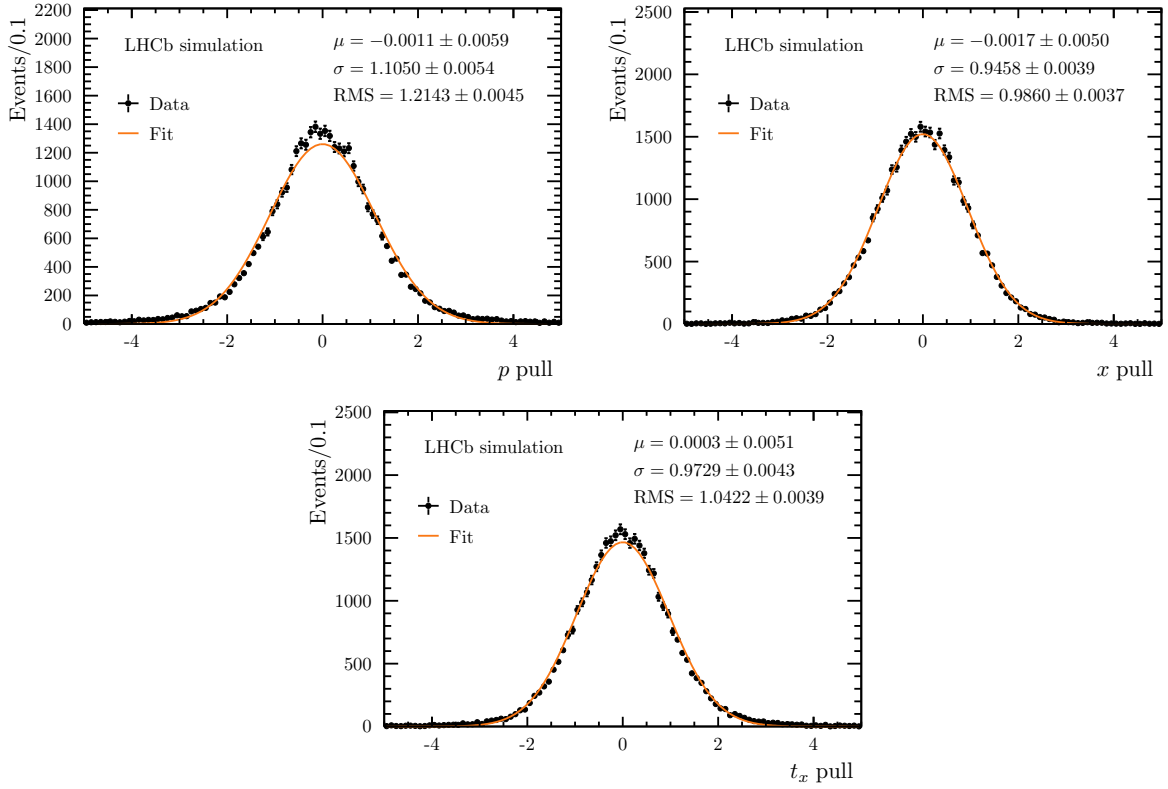 Events/0.1
2200
2000
1800
1600
1400
1200
1000
800
600
400
200
0
LHCb simulation
μ = −0.0011 ± 0.0059
σ = 1.1050 ± 0.0054
RMS = 1.2143 ± 0.0045
Data
Fit
-4 -2 0 2 4
p pull
Events/0.1
2500
2000
1500
1000
500
0
LHCb simulation
μ = −0.0017 ± 0.0050
σ = 0.9458 ± 0.0039
RMS = 0.9860 ± 0.0037
Data
Fit
-4 -2 0 2 4
x pull
Events/0.1
2500
2000
1500
1000
500
0
LHCb simulation
μ = 0.0003 ± 0.0051
σ = 0.9729 ± 0.0043
RMS = 1.0422 ± 0.0039
Data
Fit
-4 -2 0 2 4
tₓ pull